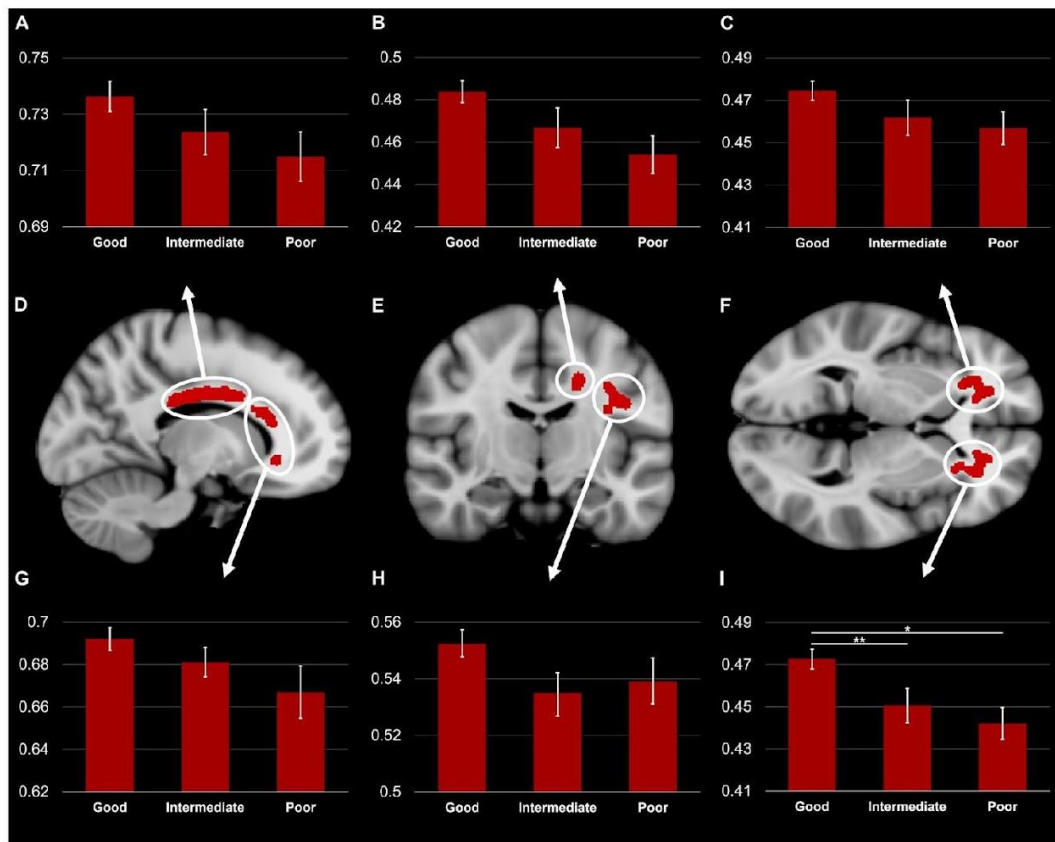 A
B
C
0.75
0.73
0.71
0.69
Good Intermediate Poor
0.5
0.48
0.46
0.44
0.42
Good Intermediate Poor
0.49
0.47
0.45
0.43
0.41
Good Intermediate Poor
D
E
F
G
H
I
0.7
0.68
0.66
0.64
0.62
Good Intermediate Poor
0.56
0.54
0.52
0.5
Good Intermediate Poor
0.49
0.47
0.45
0.43
0.41
*
**
Good Intermediate Poor